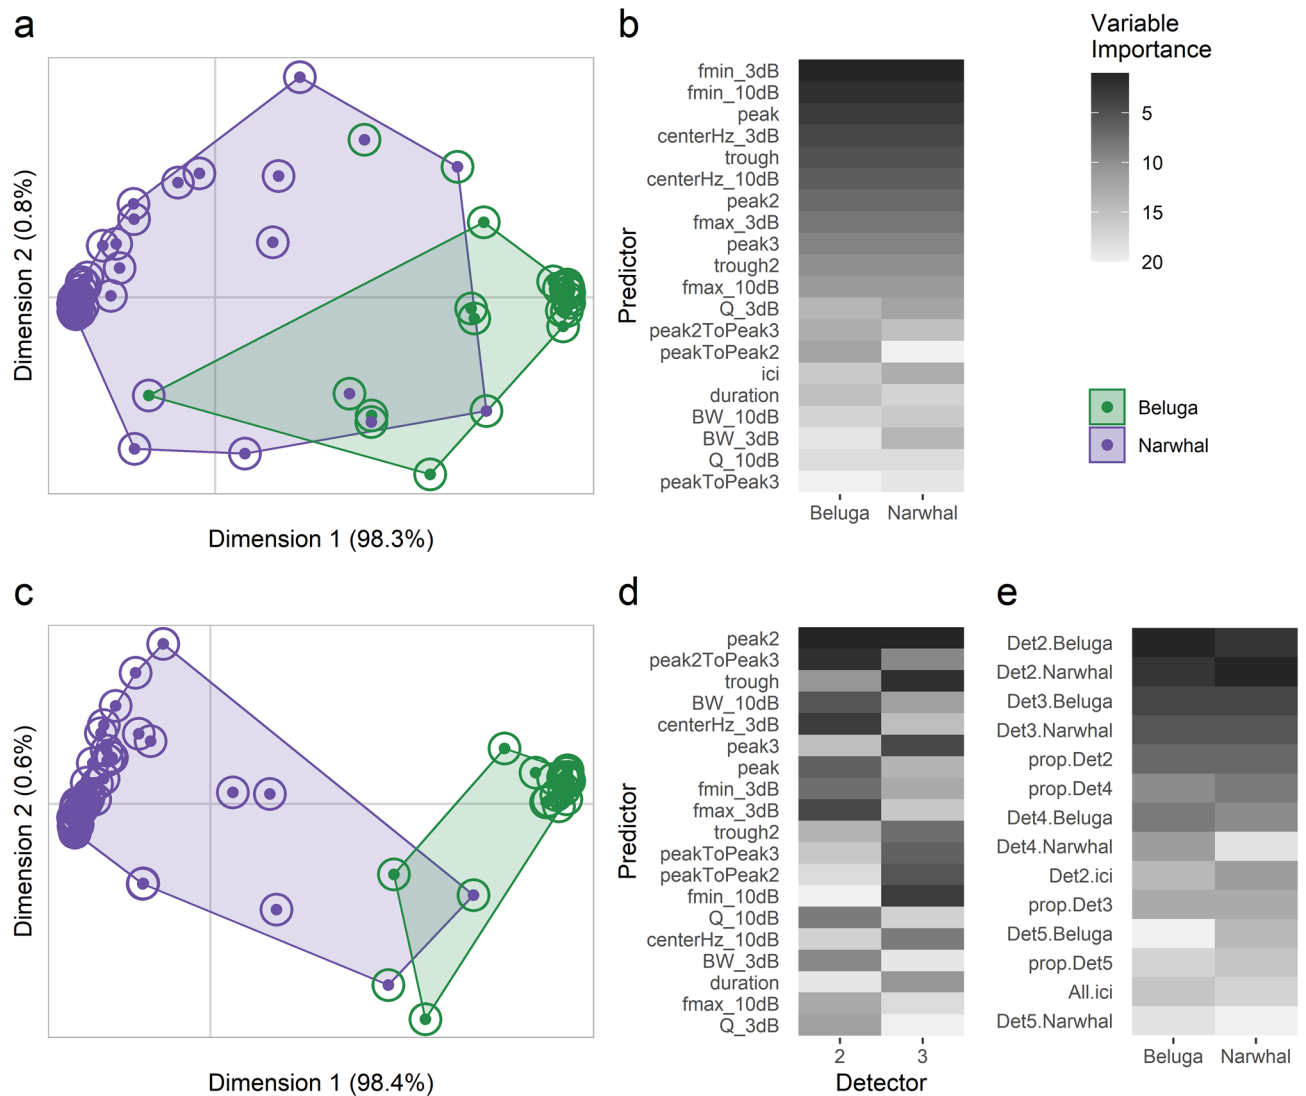 a
Dimension 2 (0.8%)
Dimension 1 (98.3%)
b
Predictor
fmin_3dB
fmin_10dB
peak
centerHz_3dB
trough
centerHz_10dB
peak2
fmax_3dB
peak3
trough2
fmax_10dB
Q_3dB
peak2ToPeak3
peakToPeak2
ici
duration
BW_10dB
BW_3dB
Q_10dB
peakToPeak3
Beluga Narwhal
Variable
Importance
5
10
15
20
Beluga
Narwhal
c
Dimension 2 (0.6%)
Dimension 1 (98.4%)
d
Predictor
peak2
peak2ToPeak3
trough
BW_10dB
centerHz_3dB
peak3
peak
fmin_3dB
fmax_3dB
trough2
peakToPeak3
peakToPeak2
fmin_10dB
Q_10dB
centerHz_10dB
BW_3dB
duration
fmax_10dB
Q_3dB
2 3
Detector
e
Det2.Beluga
Det2.Narwhal
Det3.Beluga
Det3.Narwhal
prop.Det2
prop.Det4
Det4.Beluga
Det4.Narwhal
Det2.ici
prop.Det3
Det5.Beluga
prop.Det5
All.ici
Det5.Narwhal
Beluga Narwhal